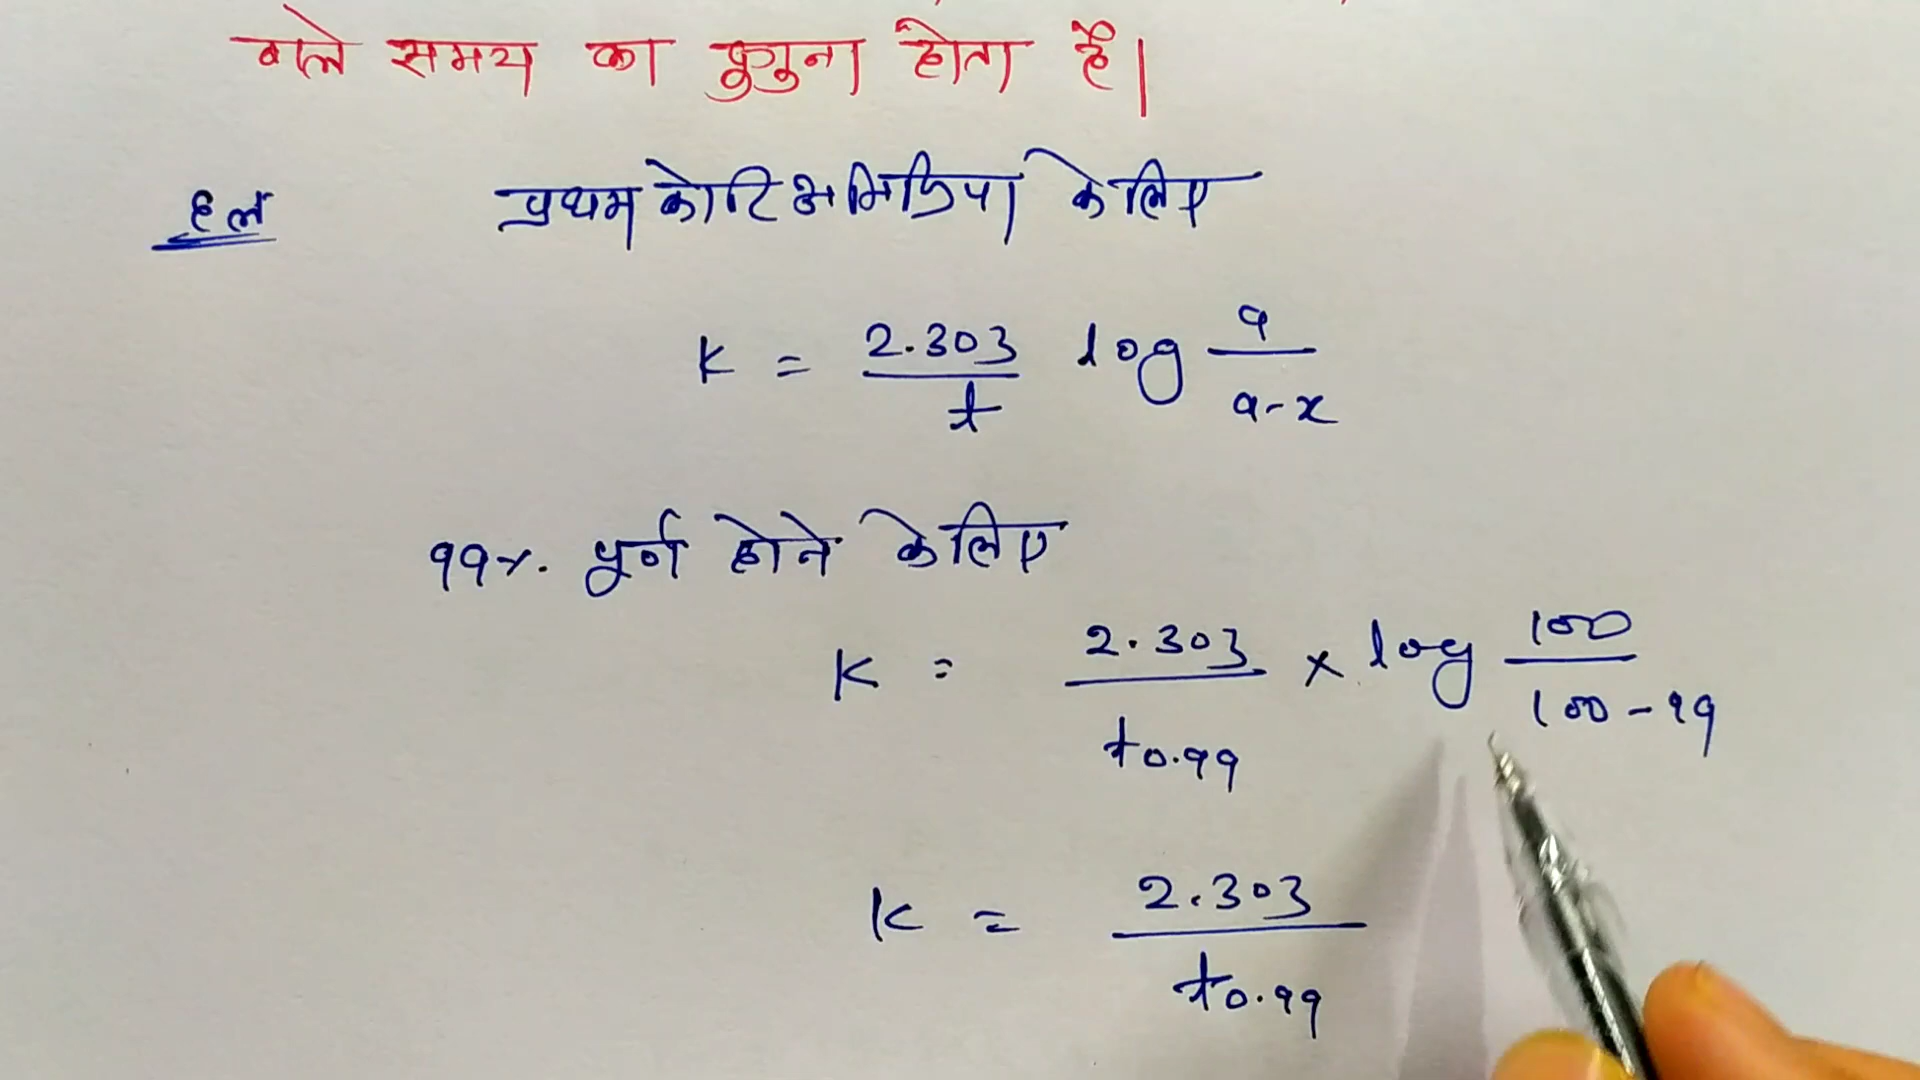 वाले समय का दुगुना होता है।
हल प्रथम कोटि अभिक्रिया के लिए
K = 2.303/t log a/a-x
99%. पूर्ण होने के लिए
K = 2.303/t0.99 × log 100/100-99
K = 2.303/t0.99